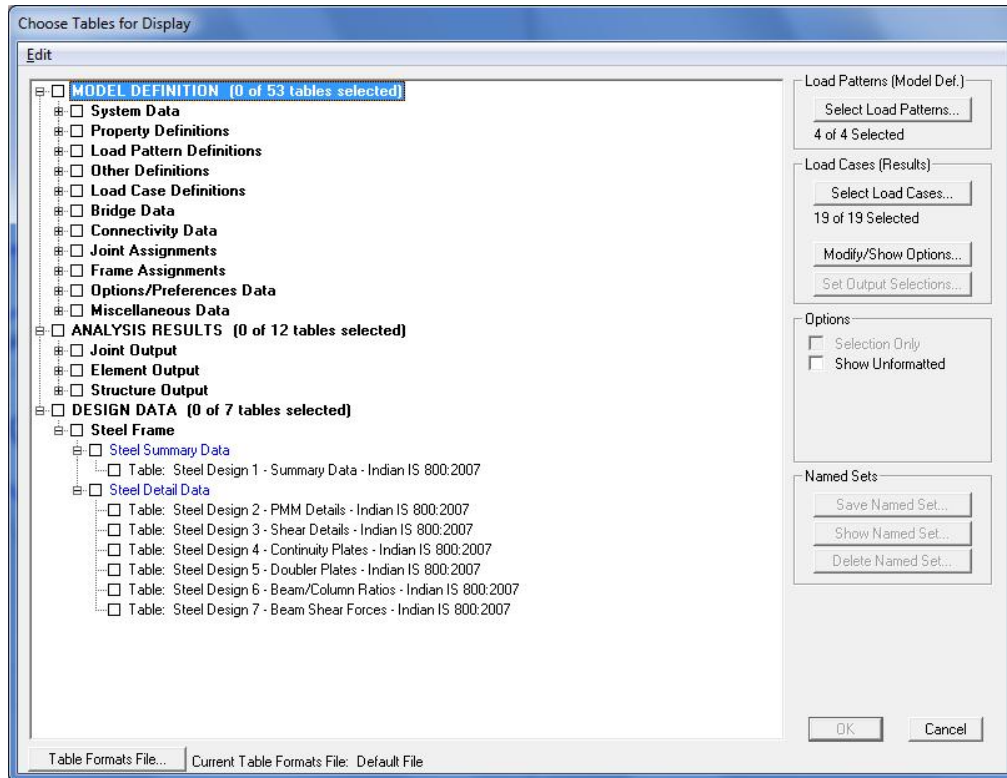 Choose Tables for Display
Edit
MODEL DEFINITION (0 of 53 tables selected)
System Data
Property Definitions
Load Pattern Definitions
Other Definitions
Load Case Definitions
Bridge Data
Connectivity Data
Joint Assignments
Frame Assignments
Options/Preferences Data
Miscellaneous Data
ANALYSIS RESULTS (0 of 12 tables selected)
Joint Output
Element Output
Structure Output
DESIGN DATA (0 of 7 tables selected)
Steel Frame
Steel Summary Data
Table: Steel Design 1 - Summary Data - Indian IS 800:2007
Steel Detail Data
Table: Steel Design 2 - PMM Details - Indian IS 800:2007
Table: Steel Design 3 - Shear Details - Indian IS 800:2007
Table: Steel Design 4 - Continuity Plates - Indian IS 800:2007
Table: Steel Design 5 - Doubler Plates - Indian IS 800:2007
Table: Steel Design 6 - Beam/Column Ratios - Indian IS 800:2007
Table: Steel Design 7 - Beam Shear Forces - Indian IS 800:2007
Load Patterns (Model Def.)
Select Load Patterns...
4 of 4 Selected
Load Cases (Results)
Select Load Cases...
19 of 19 Selected
Modify/Show Options...
Set Output Selections...
Options
Selection Only
Show Unformatted
Named Sets
Save Named Set...
Show Named Set...
Delete Named Set...
OK
Cancel
Table Formats File...
Current Table Formats File: Default File